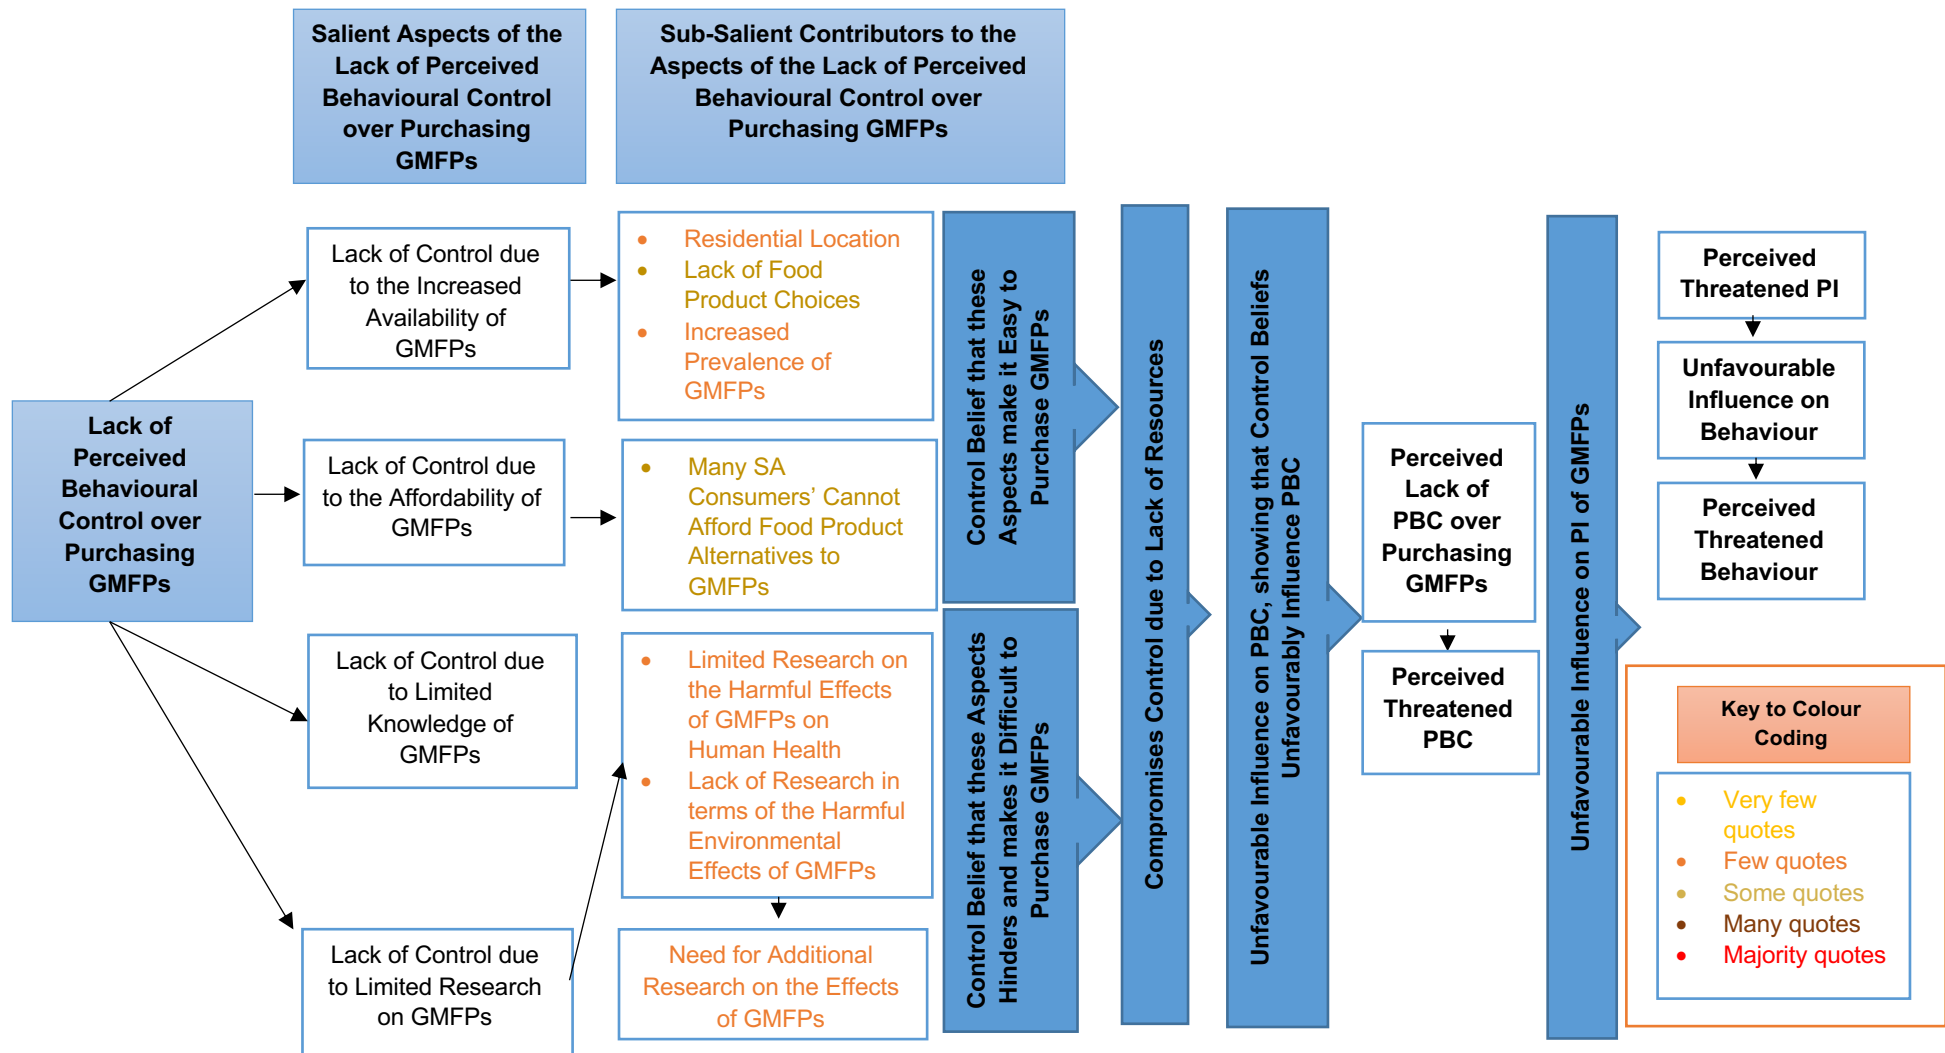 Salient Aspects of the
Lack of Perceived
Behavioural Control
over Purchasing
GMFPs
Sub-Salient Contributors to the
Aspects of the Lack of Perceived
Behavioural Control over
Purchasing GMFPs
Lack of
Perceived
Behavioural
Control over
Purchasing
GMFPs
Lack of Control due
to the Increased
Availability of
GMFPs
Lack of Control due
to the Affordability of
GMFPs
Lack of Control due
to Limited
Knowledge of
GMFPs
Lack of Control due
to Limited Research
on GMFPs
• Residential Location
• Lack of Food
Product Choices
• Increased
Prevalence of
GMFPs
• Many SA
Consumers’ Cannot
Afford Food Product
Alternatives to
GMFPs
• Limited Research on
the Harmful Effects
of GMFPs on
Human Health
• Lack of Research in
terms of the Harmful
Environmental
Effects of GMFPs
Need for Additional
Research on the Effects
of GMFPs
Control Belief that these
Aspects make it Easy to
Purchase GMFPs
Control Belief that these Aspects
Hinders and makes it Difficult to
Purchase GMFPs
Compromises Control due to Lack of Resources
Unfavourable Influence on PBC, showing that Control Beliefs
Unfavourably Influence PBC
Perceived
Lack of
PBC over
Purchasing
GMFPs
Perceived
Threatened
PBC
Unfavourable Influence on PI of GMFPs
Perceived
Threatened PI
Unfavourable
Influence on
Behaviour
Perceived
Threatened
Behaviour
Key to Colour
Coding
• Very few
quotes
• Few quotes
• Some quotes
• Many quotes
• Majority quotes